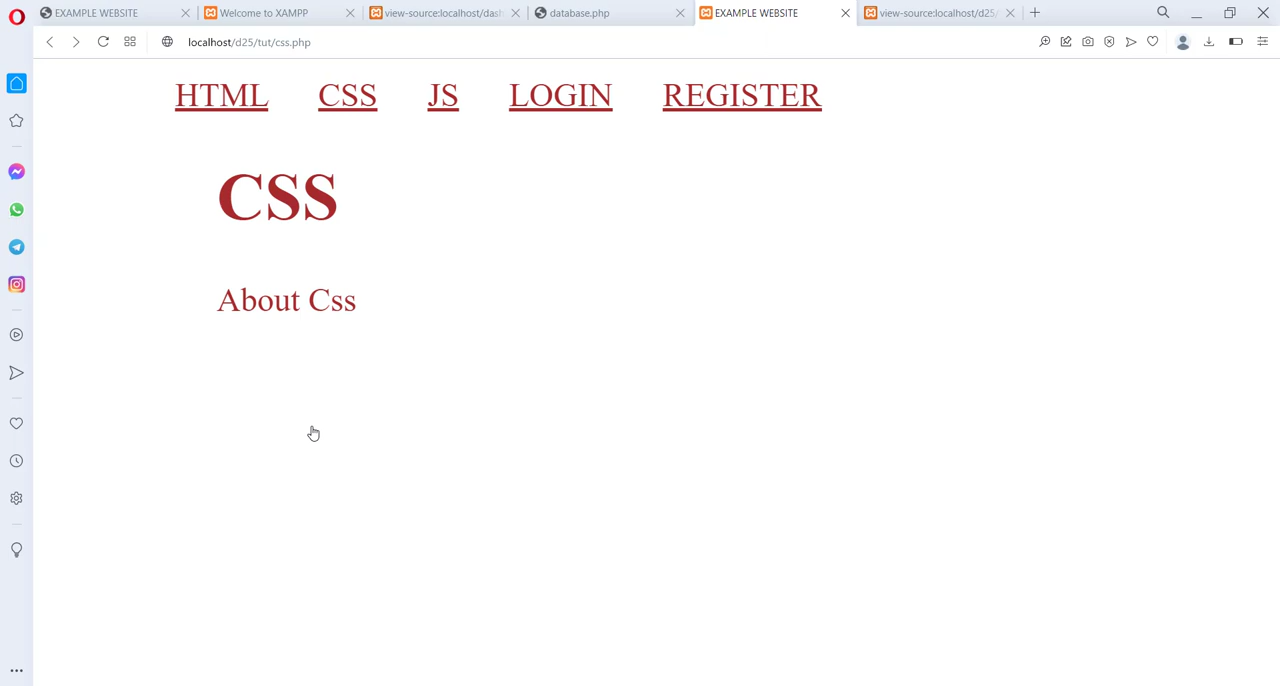 EXAMPLE WEBSITE
Welcome to XAMPP
view-source:localhost/dash
database.php
EXAMPLE WEBSITE
view-source:localhost/d25/
localhost/d25/tut/css.php
HTML CSS JS LOGIN REGISTER
CSS
About Css